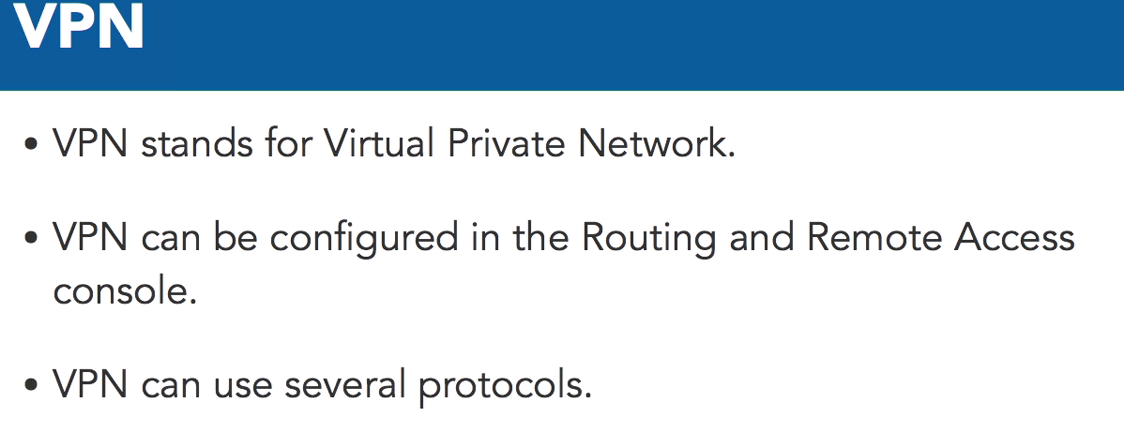 VPN
• VPN stands for Virtual Private Network.
• VPN can be configured in the Routing and Remote Access
console.
• VPN can use several protocols.